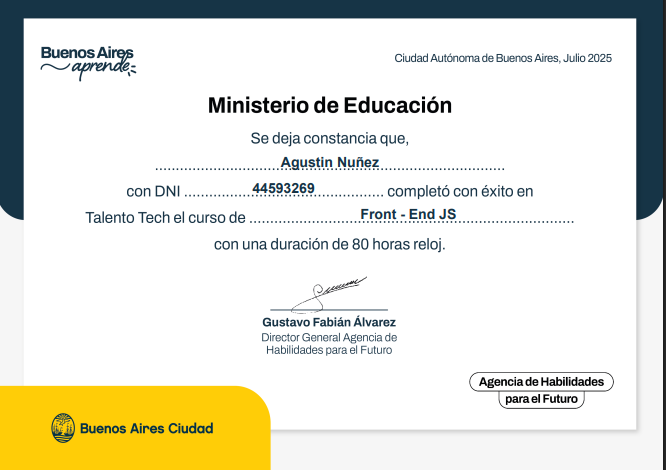 Buenos Aires
aprende
Ciudad Autónoma de Buenos Aires, Julio 2025
Ministerio de Educación
Se deja constancia que,
Agustin Nuñez
con DNI 44593269 completó con éxito en
Talento Tech el curso de Front - End JS
con una duración de 80 horas reloj.
Gustavo Fabián Álvarez
Director General Agencia de
Habilidades para el Futuro
Agencia de Habilidades
para el Futuro
Buenos Aires Ciudad